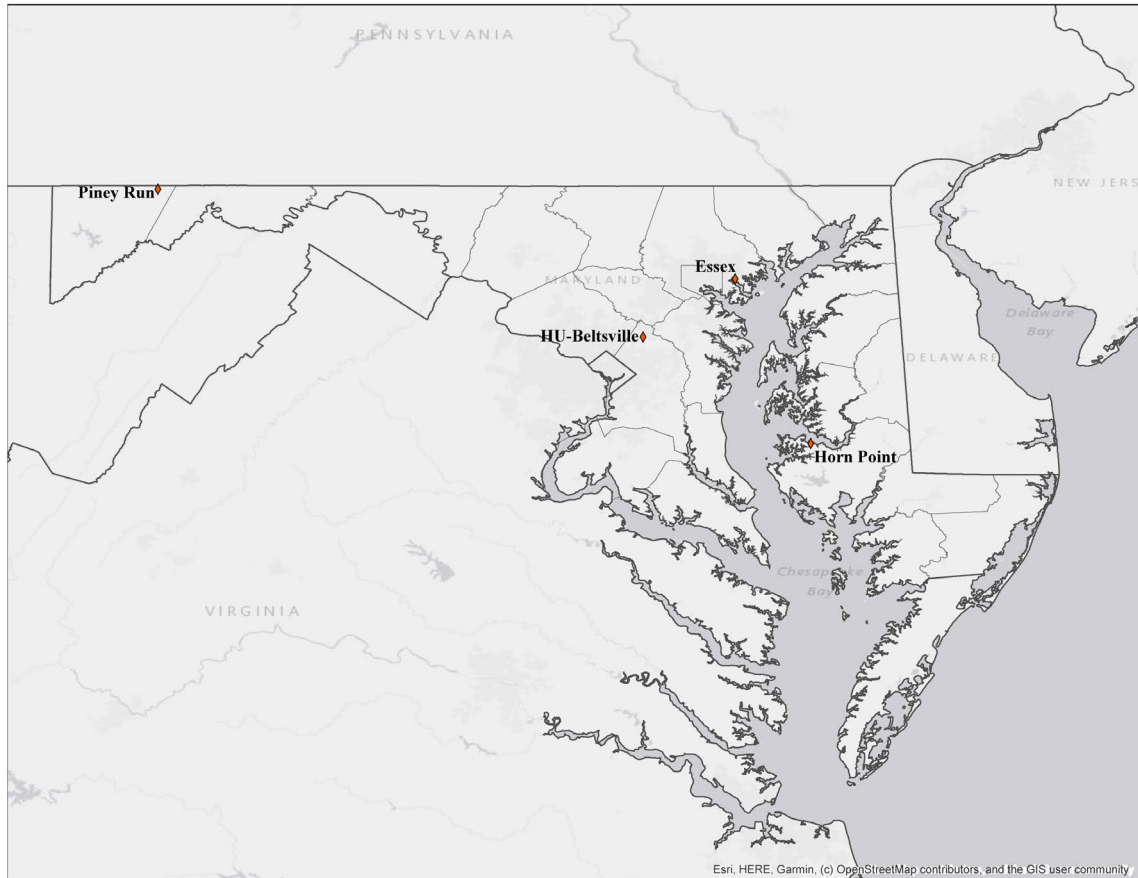 PENNSYLVANIA
Piney Run
NEW JERS
Essex
MARYLAND
HU-Beltsville
Delaware
Bay
DELAWARE
Horn Point
Chesapeake
Bay
VIRGINIA
Esri, HERE, Garmin, (c) OpenStreetMap contributors, and the GIS user community